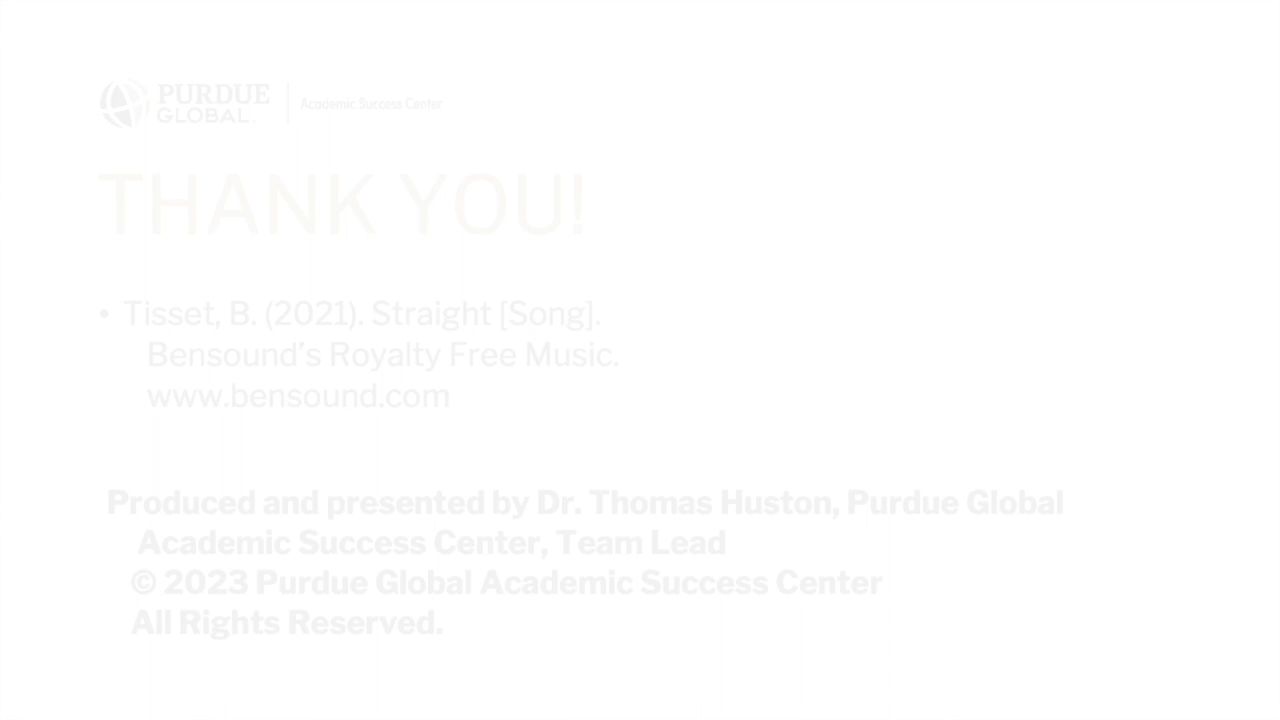 PURDUE GLOBAL. Academic Success Center
THANK YOU!
• Tisset, B. (2021). Straight [Song].
Bensound’s Royalty Free Music.
www.bensound.com
Produced and presented by Dr. Thomas Huston, Purdue Global
Academic Success Center, Team Lead
© 2023 Purdue Global Academic Success Center
All Rights Reserved.